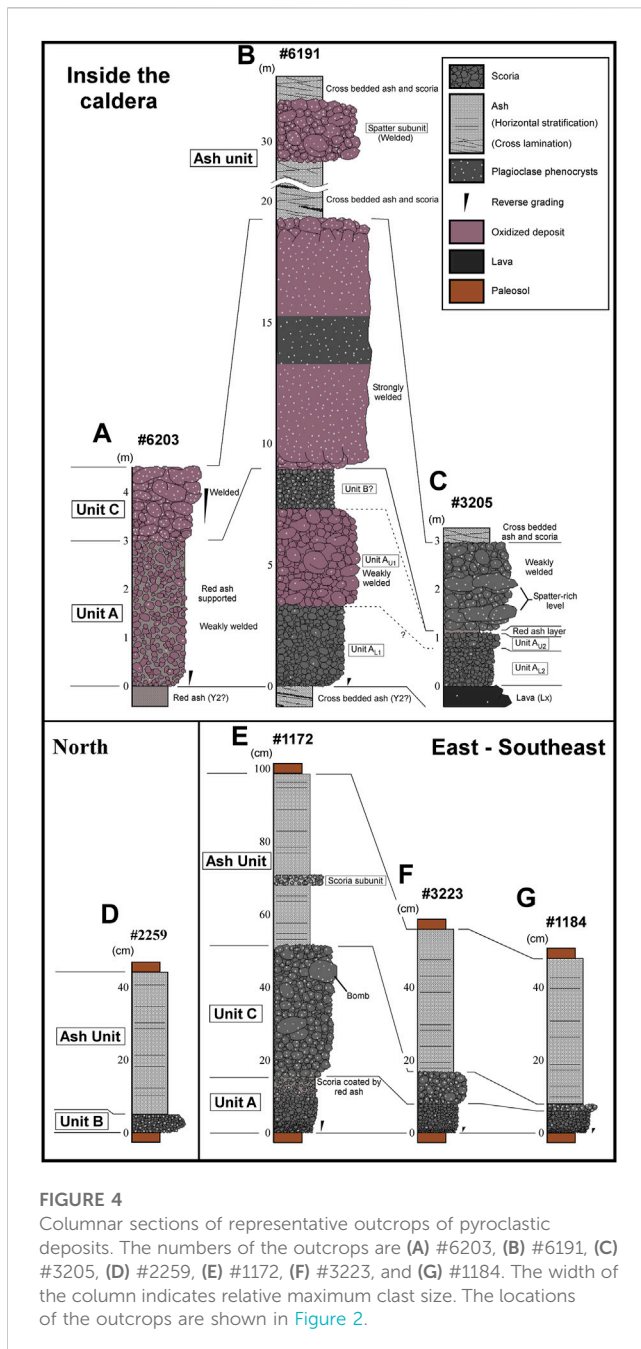 Inside the
caldera
B
#6191
(m)
Cross bedded ash and scoria
30
Spatter subunit
(Welded)
Ash unit
20
Cross bedded ash and scoria
15
Strongly
welded
10
Unit B?
Unit AU1
Weakly
welded
5
?
Unit AL1
0
Cross bedded ash (Y2?)
Scoria
Ash
(Horizontal stratification)
(Cross lamination)
Plagioclase phenocrysts
Reverse grading
Oxidized deposit
Lava
Paleosol
A
#6203
(m)
4
Welded
Unit C
3
2
Red ash
supported
Unit A
Weakly welded
1
0
Red ash (Y2?)
C
#3205
(m)
3
Cross bedded
ash and scoria
Weakly
welded
2
Spatter-rich
level
1
Red ash layer
Unit AU2
Unit AL2
0
Lava (Lx)
North
D
#2259
(cm)
40
Ash Unit
20
Unit B
0
E
#1172
(cm)
East - Southeast
100
80
Ash Unit
Scoria subunit
60
Bomb
40
Unit C
20
Scoria coated by
red ash
Unit A
0
F
#3223
(cm)
40
20
0
G
#1184
(cm)
40
20
0
FIGURE 4
Columnar sections of representative outcrops of pyroclastic
deposits. The numbers of the outcrops are (A) #6203, (B) #6191, (C)
#3205, (D) #2259, (E) #1172, (F) #3223, and (G) #1184. The width of
the column indicates relative maximum clast size. The locations
of the outcrops are shown in Figure 2.